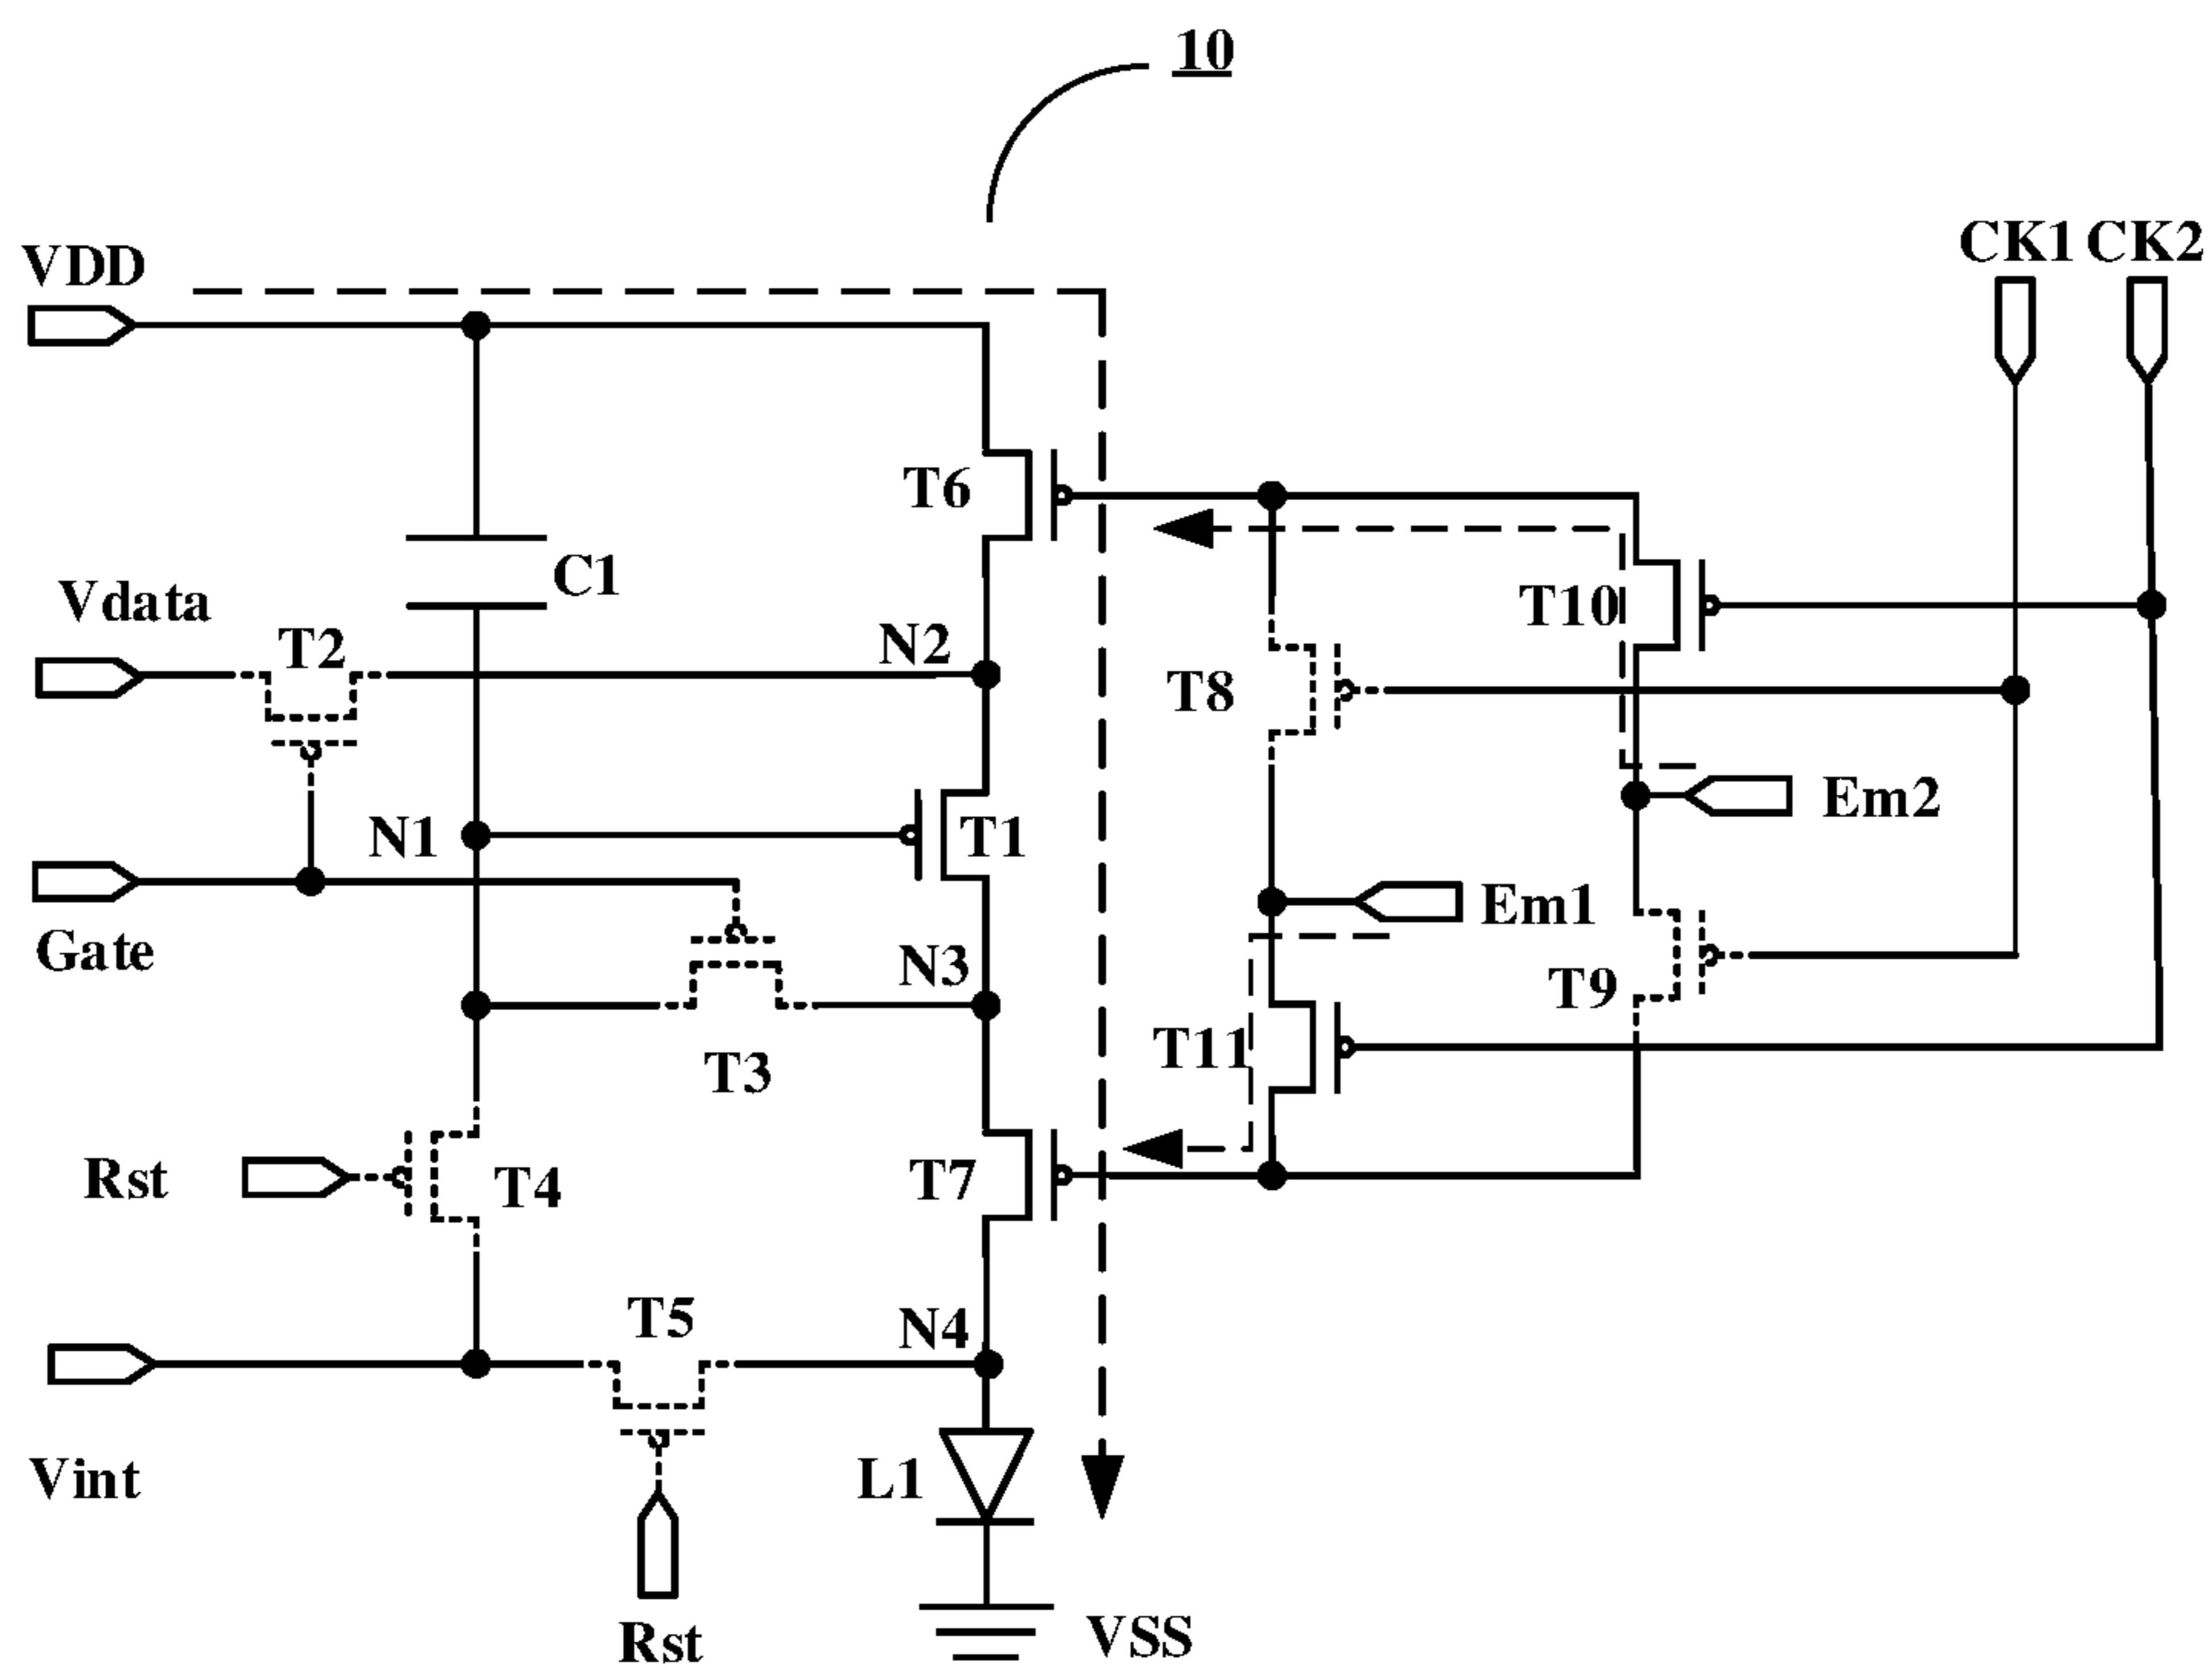 10
CK1 CK2
VDD
T6
C1
Vdata
T10
T2
N2
T8
Em2
N1
T1
Em1
Gate
N3
T9
T11
T3
Rst
T4
T7
T5
N4
Vint
L1
Rst
VSS